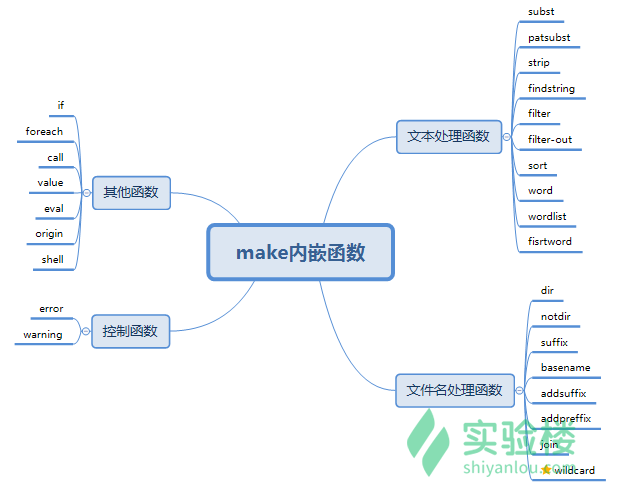 make内嵌函数
文本处理函数
subst
patsubst
strip
findstring
filter
filter-out
sort
word
wordlist
fisrtword
文件名处理函数
dir
notdir
suffix
basename
addsuffix
addpreffix
join
wildcard
其他函数
if
foreach
call
value
eval
origin
shell
控制函数
error
warning
实验楼
shiyanlou.com